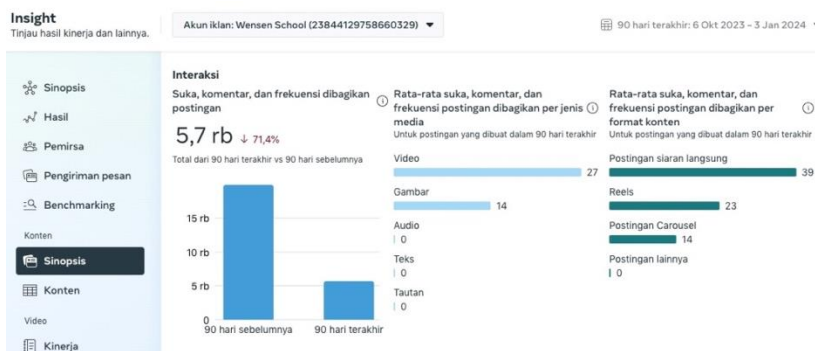 Insight
Tinjau hasil kinerja dan lainnya.
Akun iklan: Wensen School (23844129758660329)
90 hari terakhir: 6 Okt 2023 – 3 Jan 2024
Sinopsis
Hasil
Pemirsa
Pengiriman pesan
Benchmarking
Konten
Sinopsis
Konten
Video
Kinerja
Interaksi
Suka, komentar, dan frekuensi dibagikan
postingan
5,7 rb ↓ 71,4%
Total dari 90 hari terakhir vs 90 hari sebelumnya
15 rb
10 rb
5 rb
0
90 hari sebelumnya
90 hari terakhir
Rata-rata suka, komentar, dan
frekuensi postingan dibagikan per jenis
media
Untuk postingan yang dibuat dalam 90 hari terakhir
Video
27
Gambar
14
Audio
0
Teks
0
Tautan
0
Rata-rata suka, komentar, dan
frekuensi postingan dibagikan per
format konten
Untuk postingan yang dibuat dalam 90 hari terakhir
Postingan siaran langsung
39
Reels
23
Postingan Carousel
14
Postingan lainnya
0